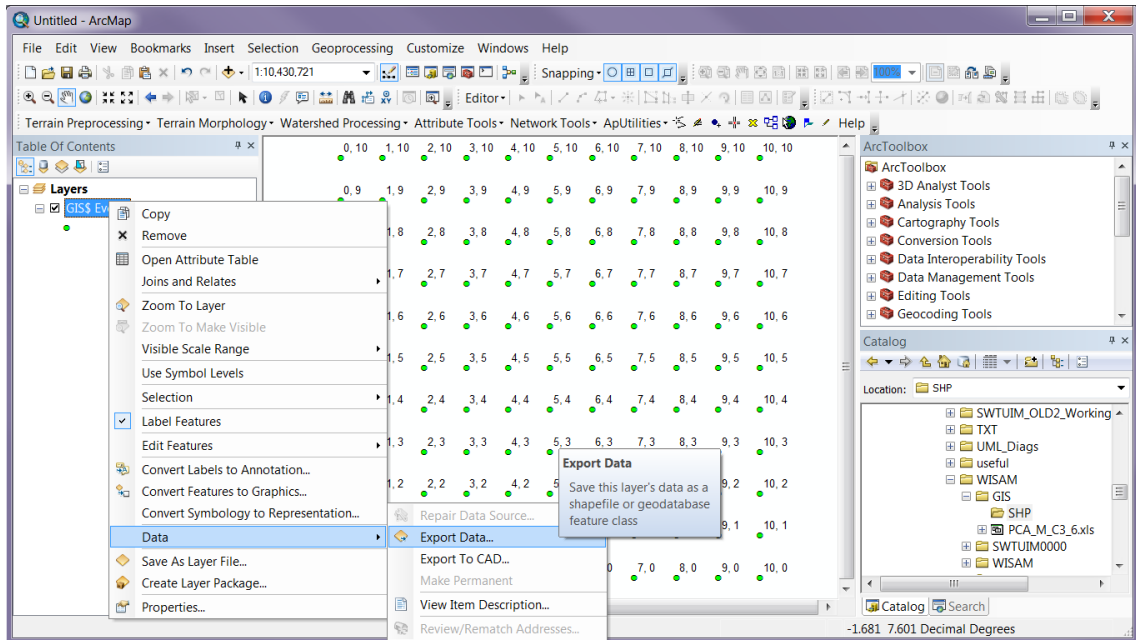 Untitled - ArcMap
File Edit View Bookmarks Insert Selection Geoprocessing Customize Windows Help
1:10,430,721
Snapping
100%
Editor
Terrain Preprocessing Terrain Morphology Watershed Processing Attribute Tools Network Tools ApUtilities Help
Table Of Contents
Layers
GIS$ Eve
Copy
Remove
Open Attribute Table
Joins and Relates
Zoom To Layer
Zoom To Make Visible
Visible Scale Range
Use Symbol Levels
Selection
Label Features
Edit Features
Convert Labels to Annotation...
Convert Features to Graphics...
Convert Symbology to Representation...
Data
Save As Layer File...
Create Layer Package...
Properties...
Repair Data Source...
Export Data...
Export To CAD...
Make Permanent
View Item Description...
Review/Rematch Addresses...
Export Data
Save this layer's data as a
shapefile or geodatabase
feature class
0, 10 1, 10 2, 10 3, 10 4, 10 5, 10 6, 10 7, 10 8, 10 9, 10 10, 10
0, 9 1, 9 2, 9 3, 9 4, 9 5, 9 6, 9 7, 9 8, 9 9, 9 10, 9
1, 8 2, 8 3, 8 4, 8 5, 8 6, 8 7, 8 8, 8 9, 8 10, 8
1, 7 2, 7 3, 7 4, 7 5, 7 6, 7 7, 7 8, 7 9, 7 10, 7
1, 6 2, 6 3, 6 4, 6 5, 6 6, 6 7, 6 8, 6 9, 6 10, 6
1, 5 2, 5 3, 5 4, 5 5, 5 6, 5 7, 5 8, 5 9, 5 10, 5
1, 4 2, 4 3, 4 4, 4 5, 4 6, 4 7, 4 8, 4 9, 4 10, 4
1, 3 2, 3 3, 3 4, 3 5, 3 6, 3 7, 3 8, 3 9, 3 10, 3
1, 2 2, 2 3, 2 4, 2 5 9, 2 10, 2
9, 1 10, 1
0 7, 0 8, 0 9, 0 10, 0
ArcToolbox
ArcToolbox
3D Analyst Tools
Analysis Tools
Cartography Tools
Conversion Tools
Data Interoperability Tools
Data Management Tools
Editing Tools
Geocoding Tools
Catalog
Location: SHP
SWTUIM_OLD2_Working
TXT
UML_Diags
useful
WISAM
GIS
SHP
PCA_M_C3_6.xls
SWTUIM0000
WISAM
Catalog Search
-1.681 7.601 Decimal Degrees